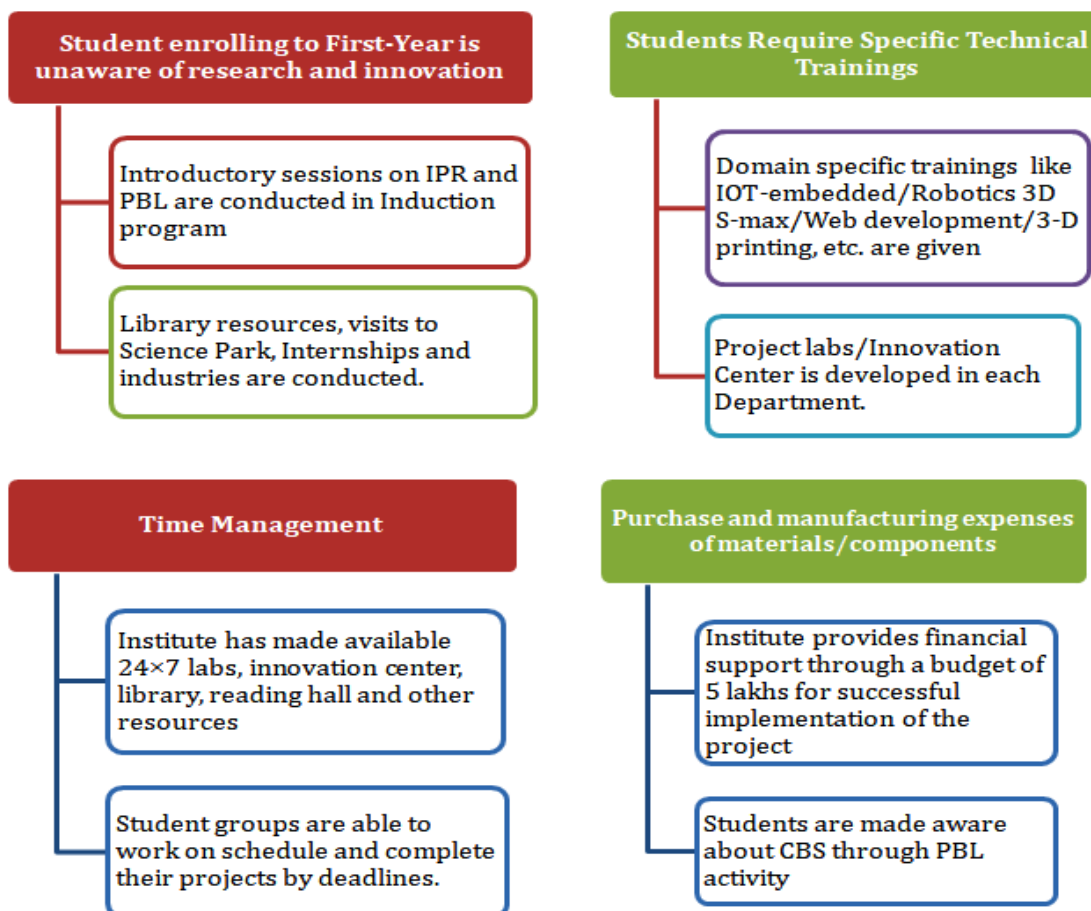 Student enrolling to First-Year is
unaware of research and innovation
Introductory sessions on IPR and
PBL are conducted in Induction
program
Library resources, visits to
Science Park, Internships and
industries are conducted.
Students Require Specific Technical
Trainings
Domain specific trainings like
IOT-embedded/Robotics 3D
S-max/Web development/3-D
printing, etc. are given
Project labs/Innovation
Center is developed in each
Department.
Time Management
Institute has made available
24×7 labs, innovation center,
library, reading hall and other
resources
Student groups are able to
work on schedule and complete
their projects by deadlines.
Purchase and manufacturing expenses
of materials/components
Institute provides financial
support through a budget of
5 lakhs for successful
implementation of the
project
Students are made aware
about CBS through PBL
activity